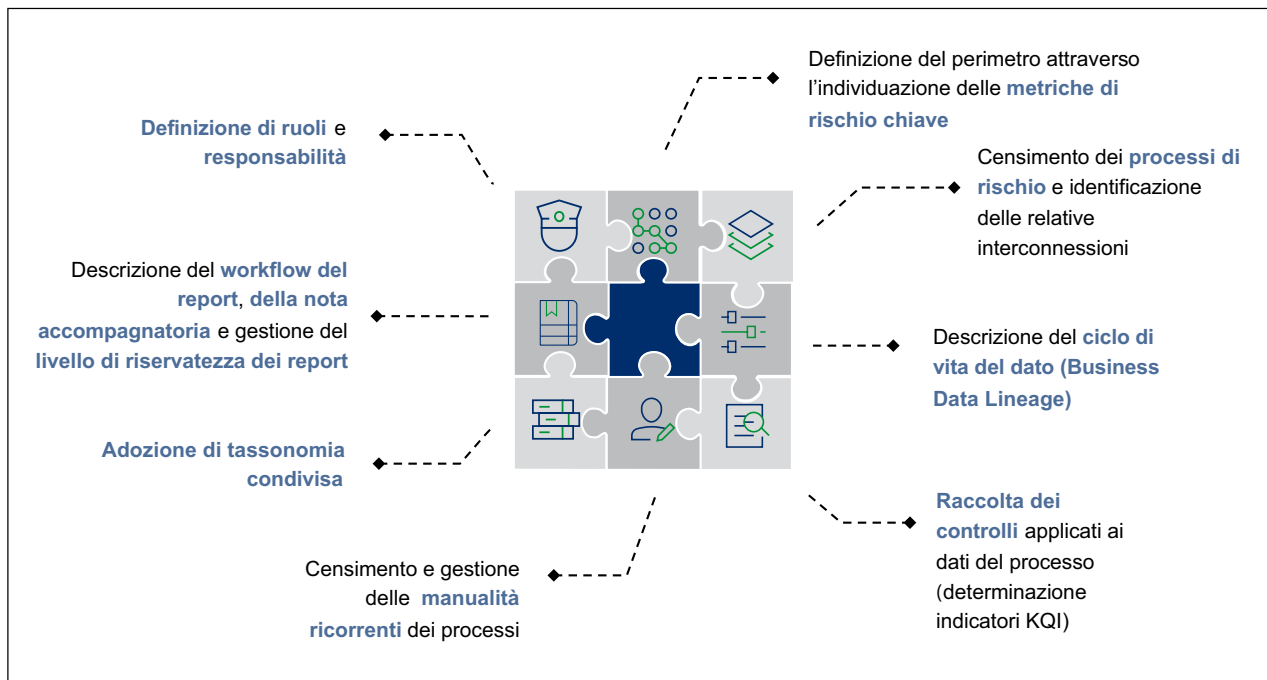 Definizione del perimetro attraverso
l'individuazione delle metriche di
rischio chiave
Definizione di ruoli e
responsabilità
Censimento dei processi di
rischio e identificazione
delle relative
interconnessioni
Descrizione del workflow del
report, della nota
accompagnatoria e gestione del
livello di riservatezza dei report
Descrizione del ciclo di
vita del dato (Business
Data Lineage)
Adozione di tassonomia
condivisa
Raccolta dei
controlli applicati ai
dati del processo
(determinazione
indicatori KQI)
Censimento e gestione
delle manualità
ricorrenti dei processi